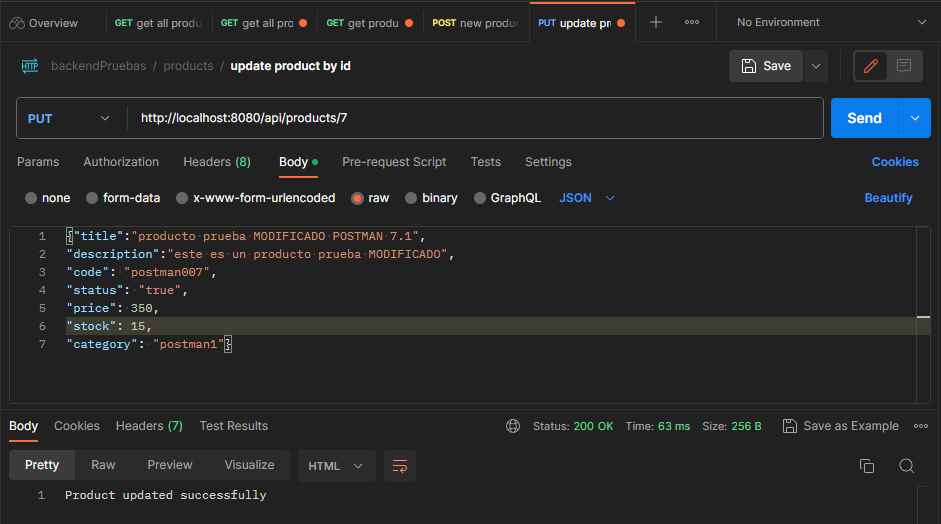 Overview GET get all produ GET get all pro GET get produ POST new produc PUT update pr No Environment
HTTP backendPruebas / products / update product by id Save
PUT http://localhost:8080/api/products/7 Send
Params Authorization Headers (8) Body Pre-request Script Tests Settings Cookies
none form-data x-www-form-urlencoded raw binary GraphQL JSON Beautify
1 {"title":"producto prueba MODIFICADO POSTMAN 7.1",
2 "description":"este es un producto prueba MODIFICADO",
3 "code": "postman007",
4 "status": "true",
5 "price": 350,
6 "stock": 15,
7 "category": "postman1"}
Body Cookies Headers (7) Test Results Status: 200 OK Time: 63 ms Size: 256 B Save as Example
Pretty Raw Preview Visualize HTML
1 Product updated successfully